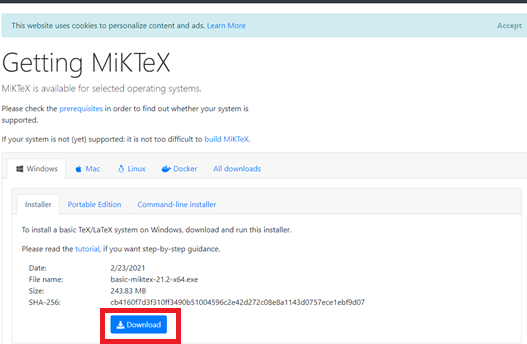 This website uses cookies to personalize content and ads. Learn More Accept
Getting MiKTeX
MiKTeX is available for selected operating systems.
Please check the prerequisites in order to find out whether your system is
supported.
If your system is not (yet) supported: it is not too difficult to build MiKTeX.
Windows Mac Linux Docker All downloads
Installer Portable Edition Command-line installer
To install a basic TeX/LaTeX system on Windows, download and run this installer.
Please read the tutorial, if you want step-by-step guidance.
Date: 2/23/2021
File name: basic-miktex-21.2-x64.exe
Size: 243.83 MB
SHA-256: cb4160f7d3f310ff3490b51004596c2e42d272c08e8a1143d0757ece1ebf9d07
Download